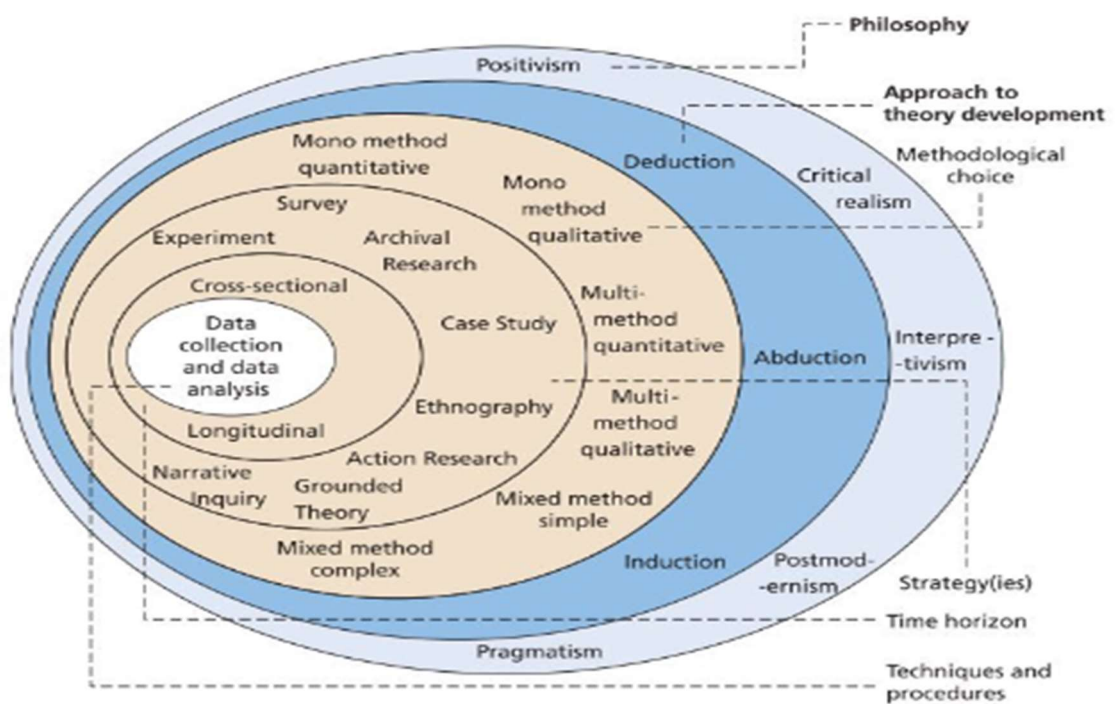 Philosophy
Positivism
Approach to
theory development
Mono method
quantitative
Deduction
Methodological
choice
Critical
realism
Mono
method
qualitative
Survey
Experiment
Archival
Research
Cross-sectional
Multi-
method
quantitative
Data
collection
and data
analysis
Case Study
Interpre -
-tivism
Abduction
Ethnography
Multi-
method
qualitative
Longitudinal
Action Research
Narrative
Inquiry
Grounded
Theory
Mixed method
simple
Mixed method
complex
Induction
Postmod-
-ernism
Strategy(ies)
Time horizon
Pragmatism
Techniques and
procedures